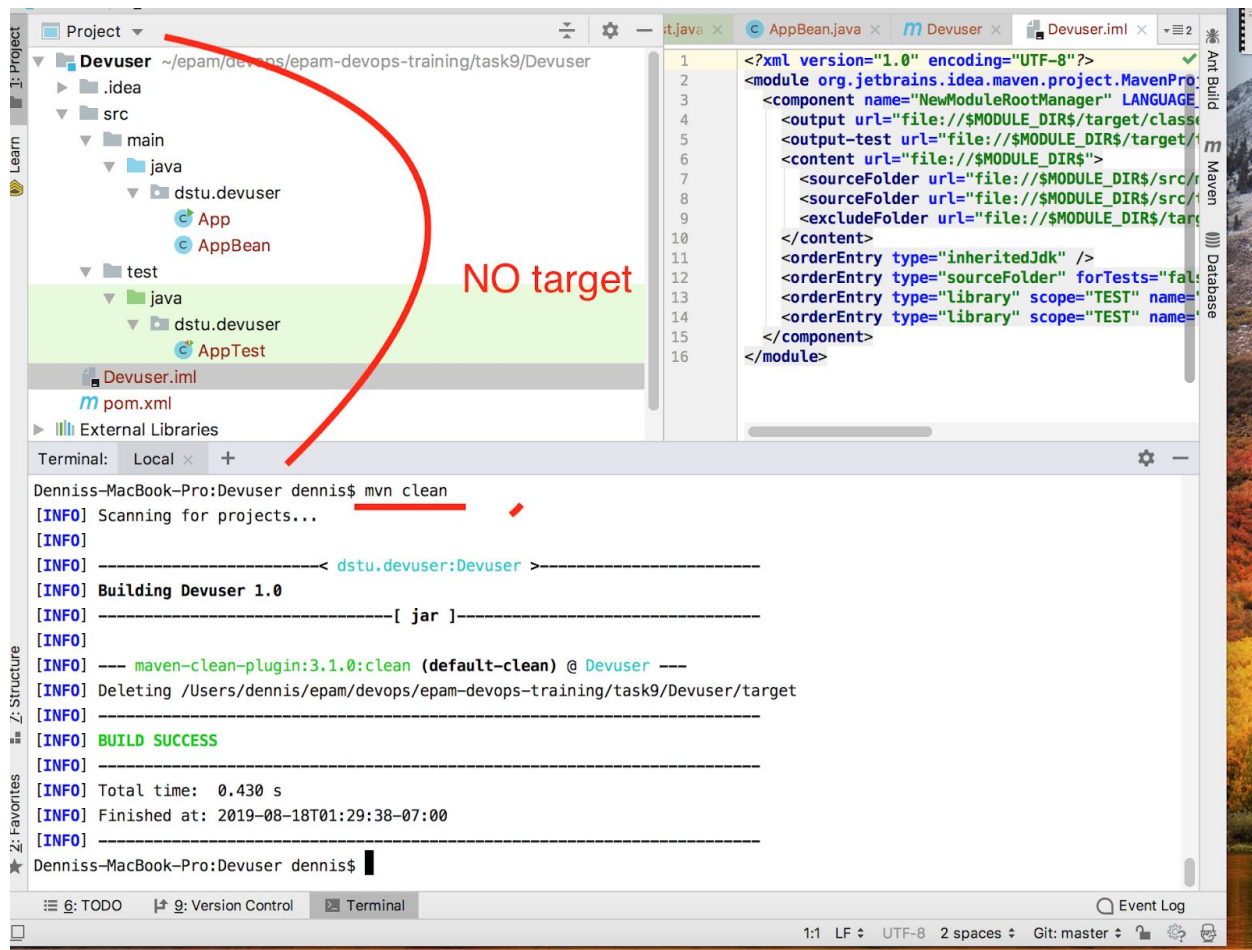 Project
Devuser ~/epam/devops/epam-devops-training/task9/Devuser
.idea
src
main
java
dstu.devuser
App
AppBean
test
java
dstu.devuser
AppTest
Devuser.iml
pom.xml
External Libraries
NO target
1: Project
Learn
7: Structure
2: Favorites
st.java
AppBean.java
Devuser
Devuser.iml
2
1 <?xml version="1.0" encoding="UTF-8"?>
2 <module org.jetbrains.idea.maven.project.MavenProj
3 <component name="NewModuleRootManager" LANGUAGE_
4 <output url="file://$MODULE_DIR$/target/classe
5 <output-test url="file://$MODULE_DIR$/target/t
6 <content url="file://$MODULE_DIR$">
7 <sourceFolder url="file://$MODULE_DIR$/src/m
8 <sourceFolder url="file://$MODULE_DIR$/src/t
9 <excludeFolder url="file://$MODULE_DIR$/targ
10 </content>
11 <orderEntry type="inheritedJdk" />
12 <orderEntry type="sourceFolder" forTests="fals
13 <orderEntry type="library" scope="TEST" name="
14 <orderEntry type="library" scope="TEST" name="
15 </component>
16 </module>
Ant Build
Maven
Database
Terminal: Local +
Denniss-MacBook-Pro:Devuser dennis$ mvn clean
[INFO] Scanning for projects...
[INFO]
[INFO] ------------------------< dstu.devuser:Devuser >------------------------
[INFO] Building Devuser 1.0
[INFO] --------------------------------[ jar ]---------------------------------
[INFO]
[INFO] --- maven-clean-plugin:3.1.0:clean (default-clean) @ Devuser ---
[INFO] Deleting /Users/dennis/epam/devops/epam-devops-training/task9/Devuser/target
[INFO] ------------------------------------------------------------------------
[INFO] BUILD SUCCESS
[INFO] ------------------------------------------------------------------------
[INFO] Total time: 0.430 s
[INFO] Finished at: 2019-08-18T01:29:38-07:00
[INFO] ------------------------------------------------------------------------
Denniss-MacBook-Pro:Devuser dennis$
6: TODO 9: Version Control Terminal Event Log
1:1 LF UTF-8 2 spaces Git: master